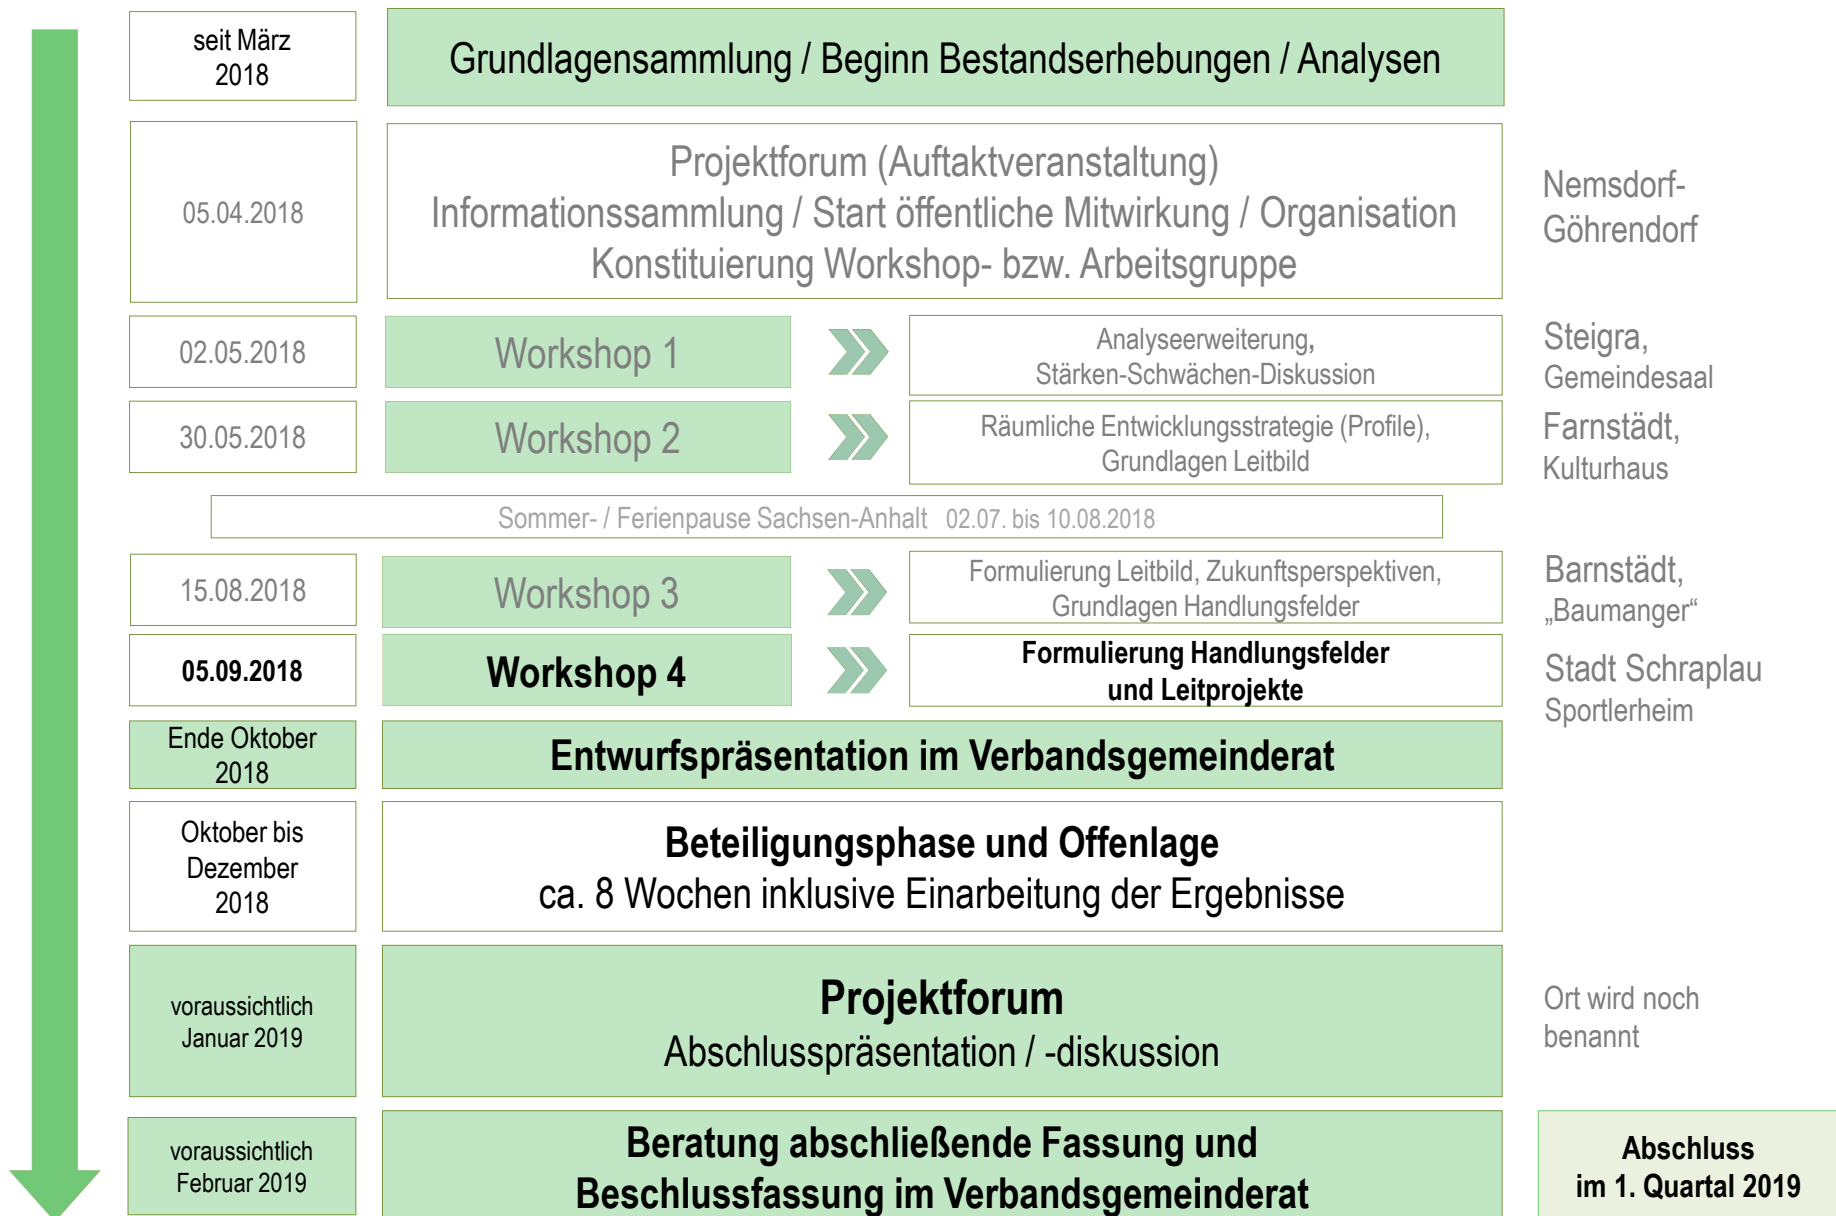 seit März
2018
Grundlagensammlung / Beginn Bestandserhebungen / Analysen
05.04.2018
Projektforum (Auftaktveranstaltung)
Informationssammlung / Start öffentliche Mitwirkung / Organisation
Konstituierung Workshop- bzw. Arbeitsgruppe
Nemsdorf-
Göhrendorf
02.05.2018
Workshop 1
Analyseerweiterung,
Stärken-Schwächen-Diskussion
Steigra,
Gemeindesaal
30.05.2018
Workshop 2
Räumliche Entwicklungsstrategie (Profile),
Grundlagen Leitbild
Farnstädt,
Kulturhaus
Sommer- / Ferienpause Sachsen-Anhalt 02.07. bis 10.08.2018
15.08.2018
Workshop 3
Formulierung Leitbild, Zukunftsperspektiven,
Grundlagen Handlungsfelder
Barnstädt,
„Baumanger“
05.09.2018
Workshop 4
Formulierung Handlungsfelder
und Leitprojekte
Stadt Schraplau
Sportlerheim
Ende Oktober
2018
Entwurfspräsentation im Verbandsgemeinderat
Oktober bis
Dezember
2018
Beteiligungsphase und Offenlage
ca. 8 Wochen inklusive Einarbeitung der Ergebnisse
voraussichtlich
Januar 2019
Projektforum
Abschlusspräsentation / -diskussion
Ort wird noch
benannt
voraussichtlich
Februar 2019
Beratung abschließende Fassung und
Beschlussfassung im Verbandsgemeinderat
Abschluss
im 1. Quartal 2019